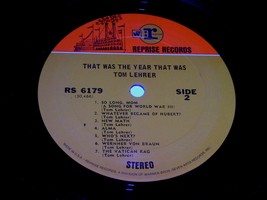 REPRISE RECORDS
THAT WAS THE YEAR THAT WAS
TOM LEHRER
RS 6179
SIDE
2
1. SO LONG, MOM
(A SONG FOR WORLD WAR III)
(Tom Lehrer)
2. WHATEVER BECAME OF HUBERT?
(Tom Lehrer)
3. NEW MATH
(Tom Lehrer)
4. ALMA
(Tom Lehrer)
5. WHO'S NEXT?
(Tom Lehrer)
6. WERNHER VON BRAUN
(Tom Lehrer)
7. THE VATICAN RAG
(Tom Lehrer)
STEREO